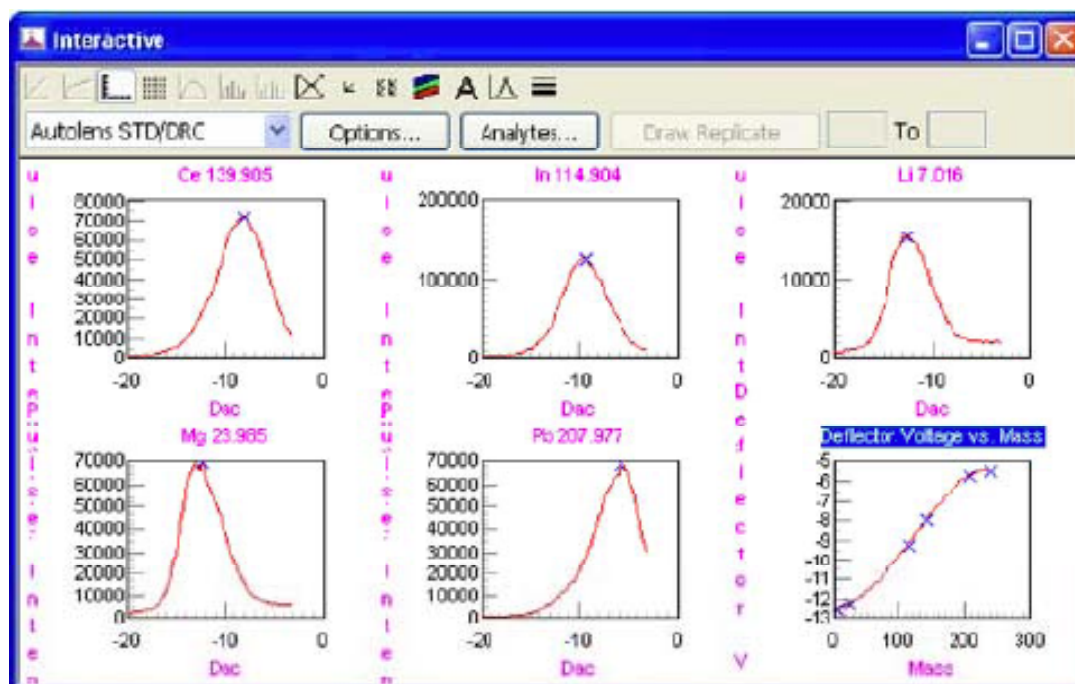 Interactive
Autolens STD/DRC Options... Analytes... Draw Replicate To
Ce 139.905
80000
70000
60000
50000
40000
30000
20000
10000
0
-20 -10 0
Dac
In 114.904
200000
100000
0
-20 -10 0
Dac
Li 7.016
20000
10000
0
-20 -10 0
Dac
Mg 23.985
70000
60000
50000
40000
30000
20000
10000
0
-20 -10 0
Dac
Pb 207.977
70000
60000
50000
40000
30000
20000
10000
0
-20 -10 0
Dac
Deflector Voltage vs. Mass
-5
-6
-7
-8
-9
-11
-12
-13
0 100 200 300
Mass
Deflector V